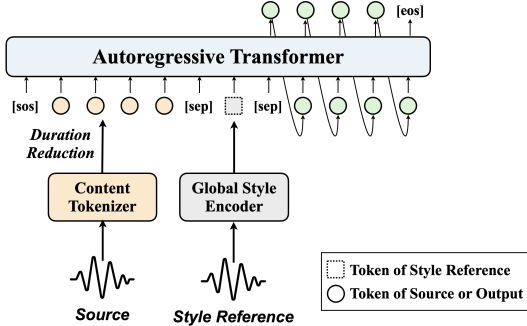 [eos]
Autoregressive Transformer
[sos] [sep] [sep]
Duration
Reduction
Content
Tokenizer
Global Style
Encoder
Source
Style Reference
Token of Style Reference
Token of Source or Output